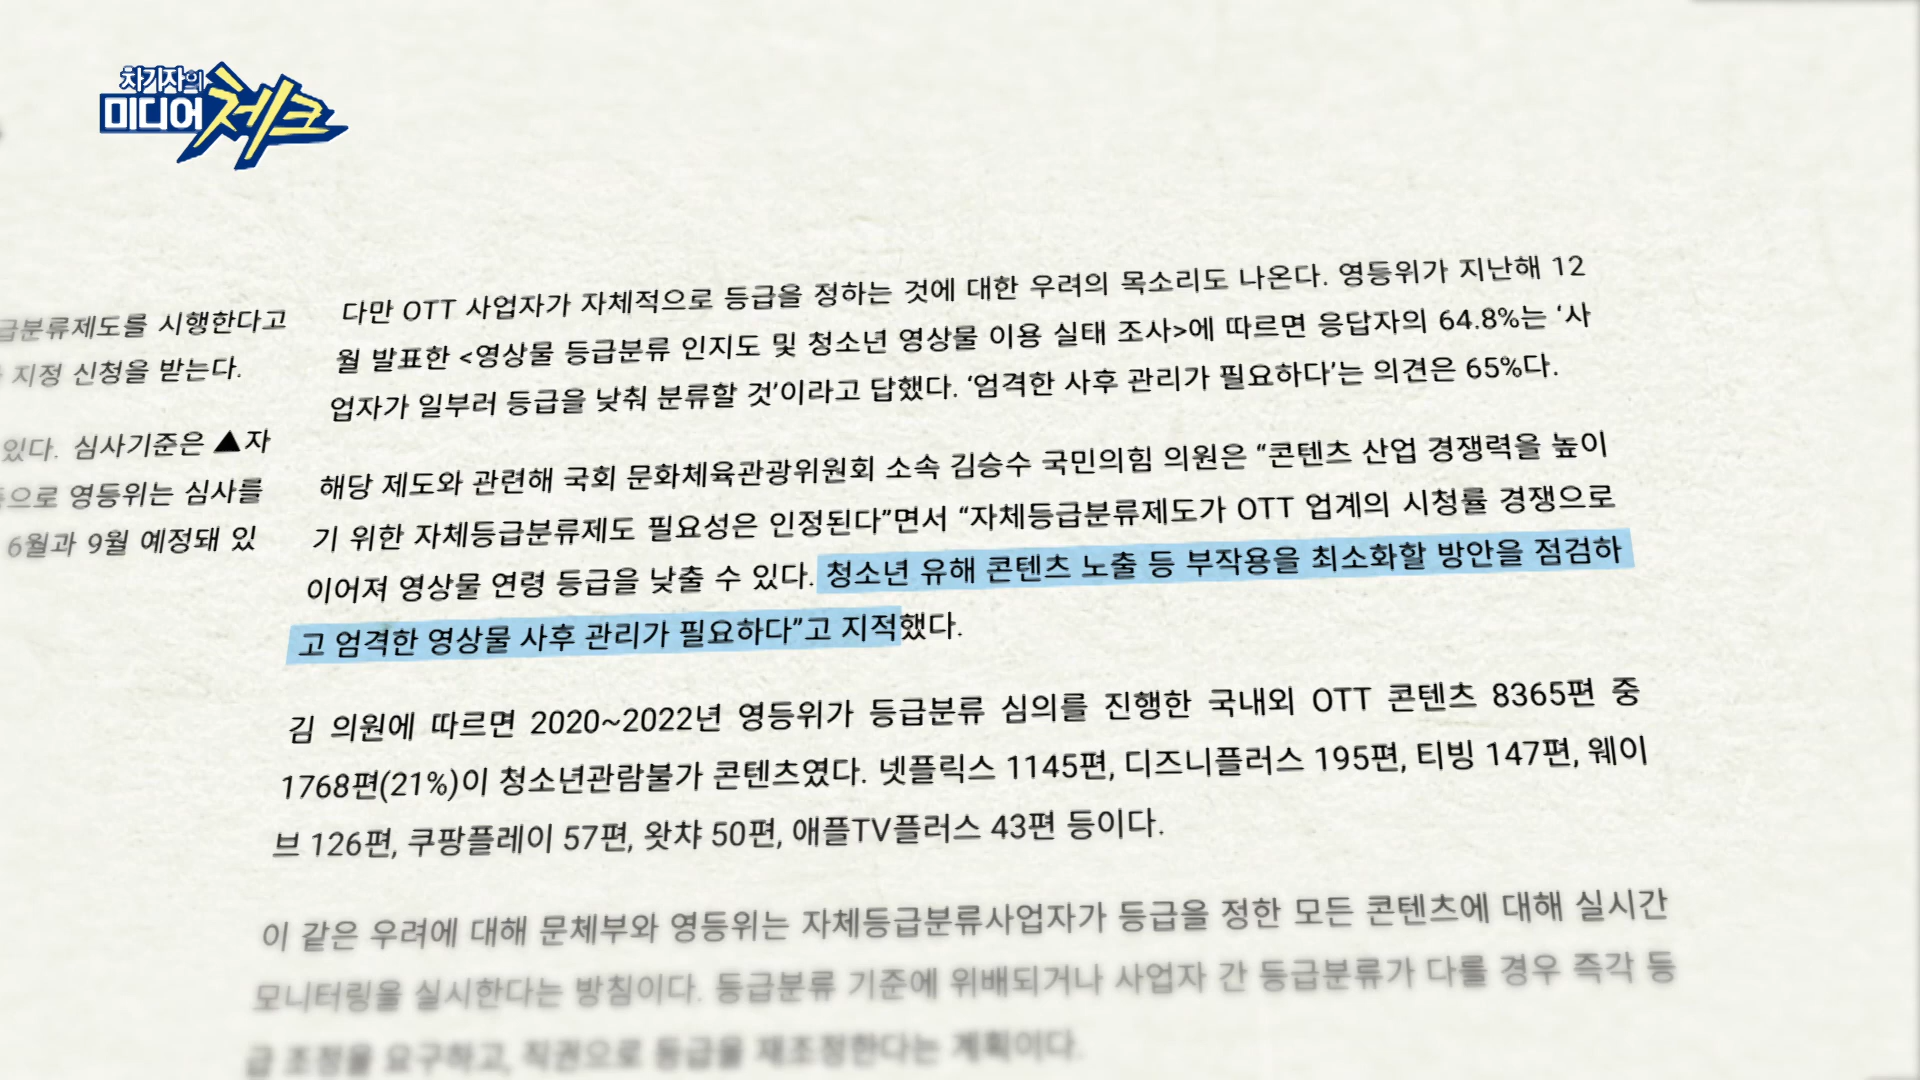 차기자의
미디어 체크
급분류제도를 시행한다고
지정 신청을 받는다.
있다. 심사기준은 ▲자
으로 영등위는 심사를
6월과 9월 예정돼 있
다만 OTT 사업자가 자체적으로 등급을 정하는 것에 대한 우려의 목소리도 나온다. 영등위가 지난해 12
월 발표한 <영상물 등급분류 인지도 및 청소년 영상물 이용 실태 조사>에 따르면 응답자의 64.8%는 ‘사
업자가 일부러 등급을 낮춰 분류할 것’이라고 답했다. ‘엄격한 사후 관리가 필요하다’는 의견은 65%다.
해당 제도와 관련해 국회 문화체육관광위원회 소속 김승수 국민의힘 의원은 “콘텐츠 산업 경쟁력을 높이
기 위한 자체등급분류제도 필요성은 인정된다”면서 “자체등급분류제도가 OTT 업계의 시청률 경쟁으로
이어져 영상물 연령 등급을 낮출 수 있다. 청소년 유해 콘텐츠 노출 등 부작용을 최소화할 방안을 점검하
고 엄격한 영상물 사후 관리가 필요하다”고 지적했다.
김 의원에 따르면 2020~2022년 영등위가 등급분류 심의를 진행한 국내외 OTT 콘텐츠 8365편 중
1768편(21%)이 청소년관람불가 콘텐츠였다. 넷플릭스 1145편, 디즈니플러스 195편, 티빙 147편, 웨이
브 126편, 쿠팡플레이 57편, 왓챠 50편, 애플TV플러스 43편 등이다.
이 같은 우려에 대해 문체부와 영등위는 자체등급분류사업자가 등급을 정한 모든 콘텐츠에 대해 실시간
모니터링을 실시한다는 방침이다. 등급분류 기준에 위배되거나 사업자 간 등급분류가 다를 경우 즉각 등
급 조정을 요구하고, 직권으로 등급을 재조정한다는 계획이다.